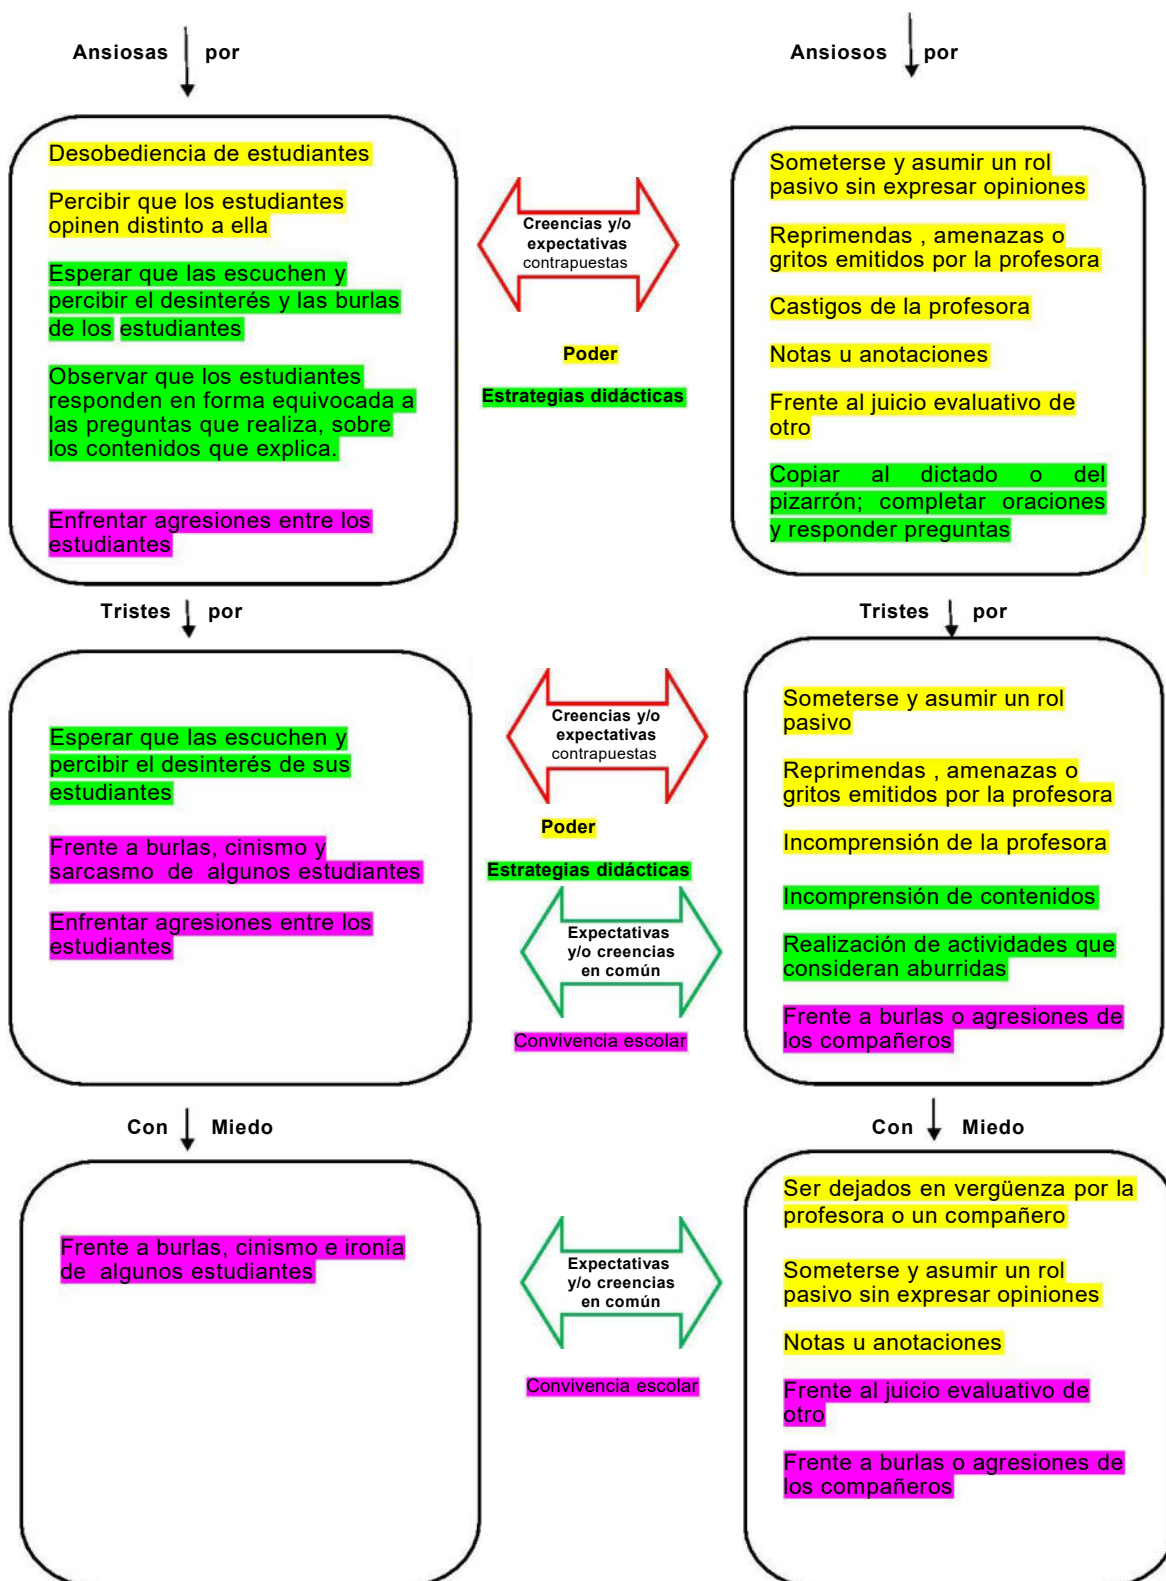 Ansiosas por
Desobediencia de estudiantes
Percibir que los estudiantes
opinen distinto a ella
Esperar que las escuchen y
percibir el desinterés y las burlas
de los estudiantes
Observar que los estudiantes
responden en forma equivocada a
las preguntas que realiza, sobre
los contenidos que explica.
Enfrentar agresiones entre los
estudiantes
Creencias y/o
expectativas
contrapuestas
Poder
Estrategias didácticas
Ansiosos por
Someterse y asumir un rol
pasivo sin expresar opiniones
Reprimendas , amenazas o
gritos emitidos por la profesora
Castigos de la profesora
Notas u anotaciones
Frente al juicio evaluativo de
otro
Copiar al dictado o del
pizarrón; completar oraciones
y responder preguntas
Tristes por
Esperar que las escuchen y
percibir el desinterés de sus
estudiantes
Frente a burlas, cinismo y
sarcasmo de algunos estudiantes
Enfrentar agresiones entre los
estudiantes
Creencias y/o
expectativas
contrapuestas
Poder
Estrategias didácticas
Expectativas
y/o creencias
en común
Convivencia escolar
Tristes por
Someterse y asumir un rol
pasivo
Reprimendas , amenazas o
gritos emitidos por la profesora
Incomprensión de la profesora
Incomprensión de contenidos
Realización de actividades que
consideran aburridas
Frente a burlas o agresiones de
los compañeros
Con Miedo
Frente a burlas, cinismo e ironía
de algunos estudiantes
Expectativas
y/o creencias
en común
Convivencia escolar
Con Miedo
Ser dejados en vergüenza por la
profesora o un compañero
Someterse y asumir un rol
pasivo sin expresar opiniones
Notas u anotaciones
Frente al juicio evaluativo de
otro
Frente a burlas o agresiones de
los compañeros